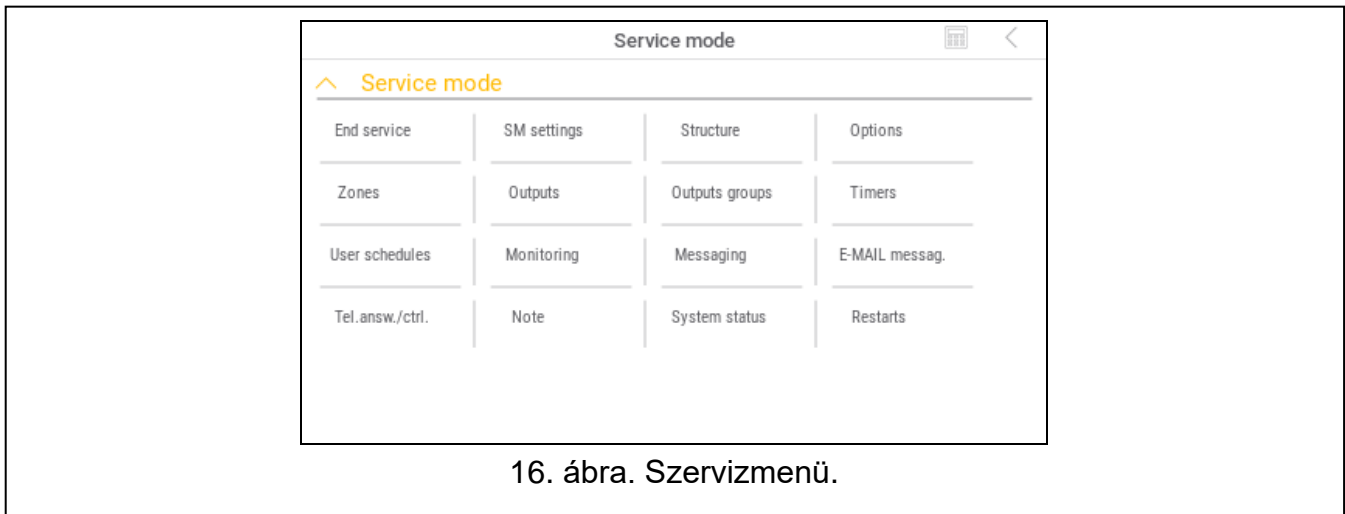 Service mode
Service mode
End service SM settings Structure Options
Zones Outputs Outputs groups Timers
User schedules Monitoring Messaging E-MAIL messag.
Tel.answ./ctrl. Note System status Restarts
16. ábra. Szervizmenü.